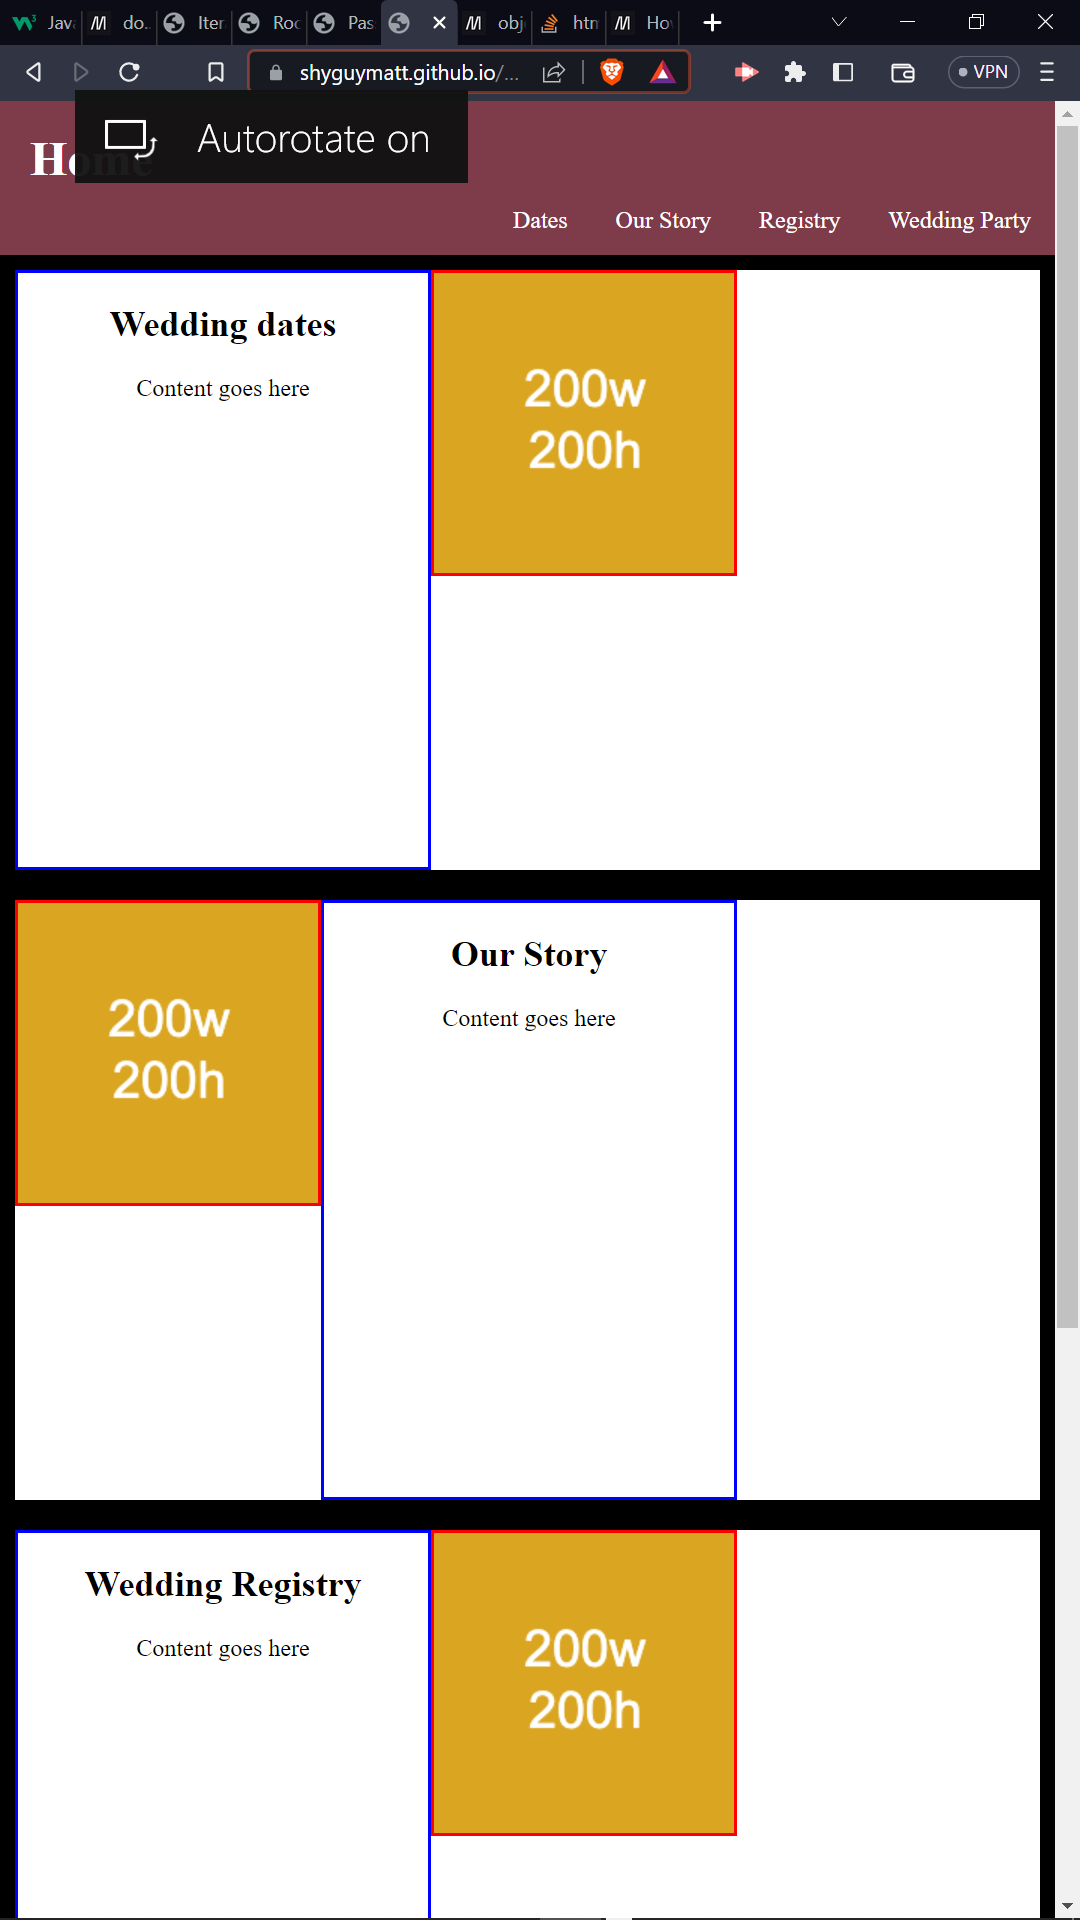 Java do.. Iter Roc Pas obj htm Ho
shyguymatt.github.io/... VPN
Autorotate on
Home
Dates Our Story Registry Wedding Party
Wedding dates
Content goes here
200w
200h
200w
200h
Our Story
Content goes here
Wedding Registry
Content goes here
200w
200h